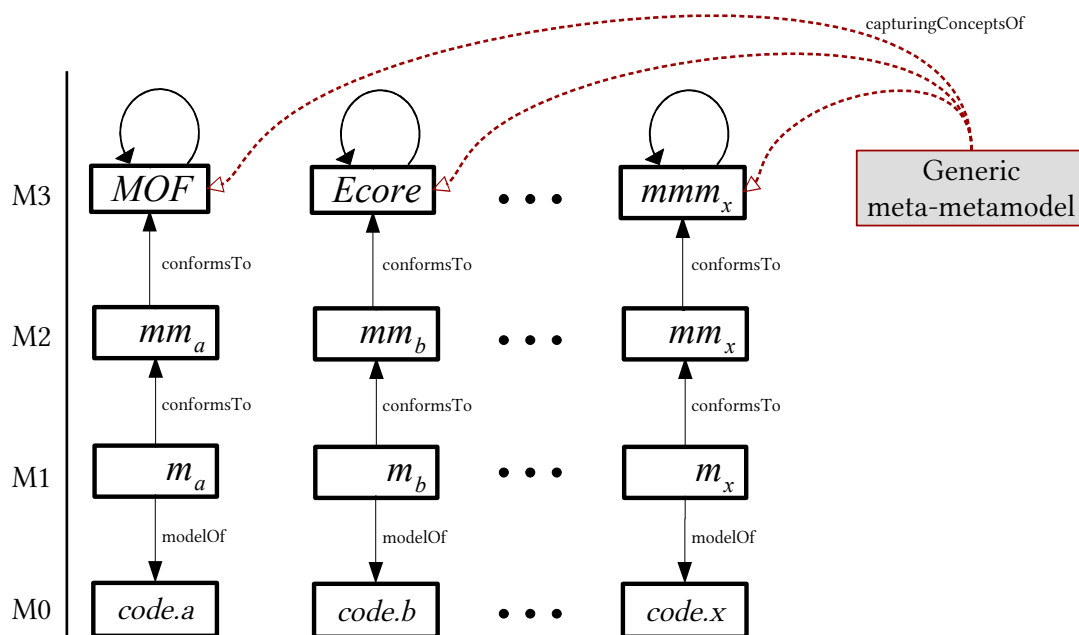 capturingConceptsOf
M3
MOF
Ecore
• • •
mmm_x
Generic
meta-metamodel
conformsTo
conformsTo
conformsTo
M2
mm_a
mm_b
• • •
mm_x
conformsTo
conformsTo
conformsTo
M1
m_a
m_b
• • •
m_x
modelOf
modelOf
modelOf
M0
code.a
code.b
• • •
code.x